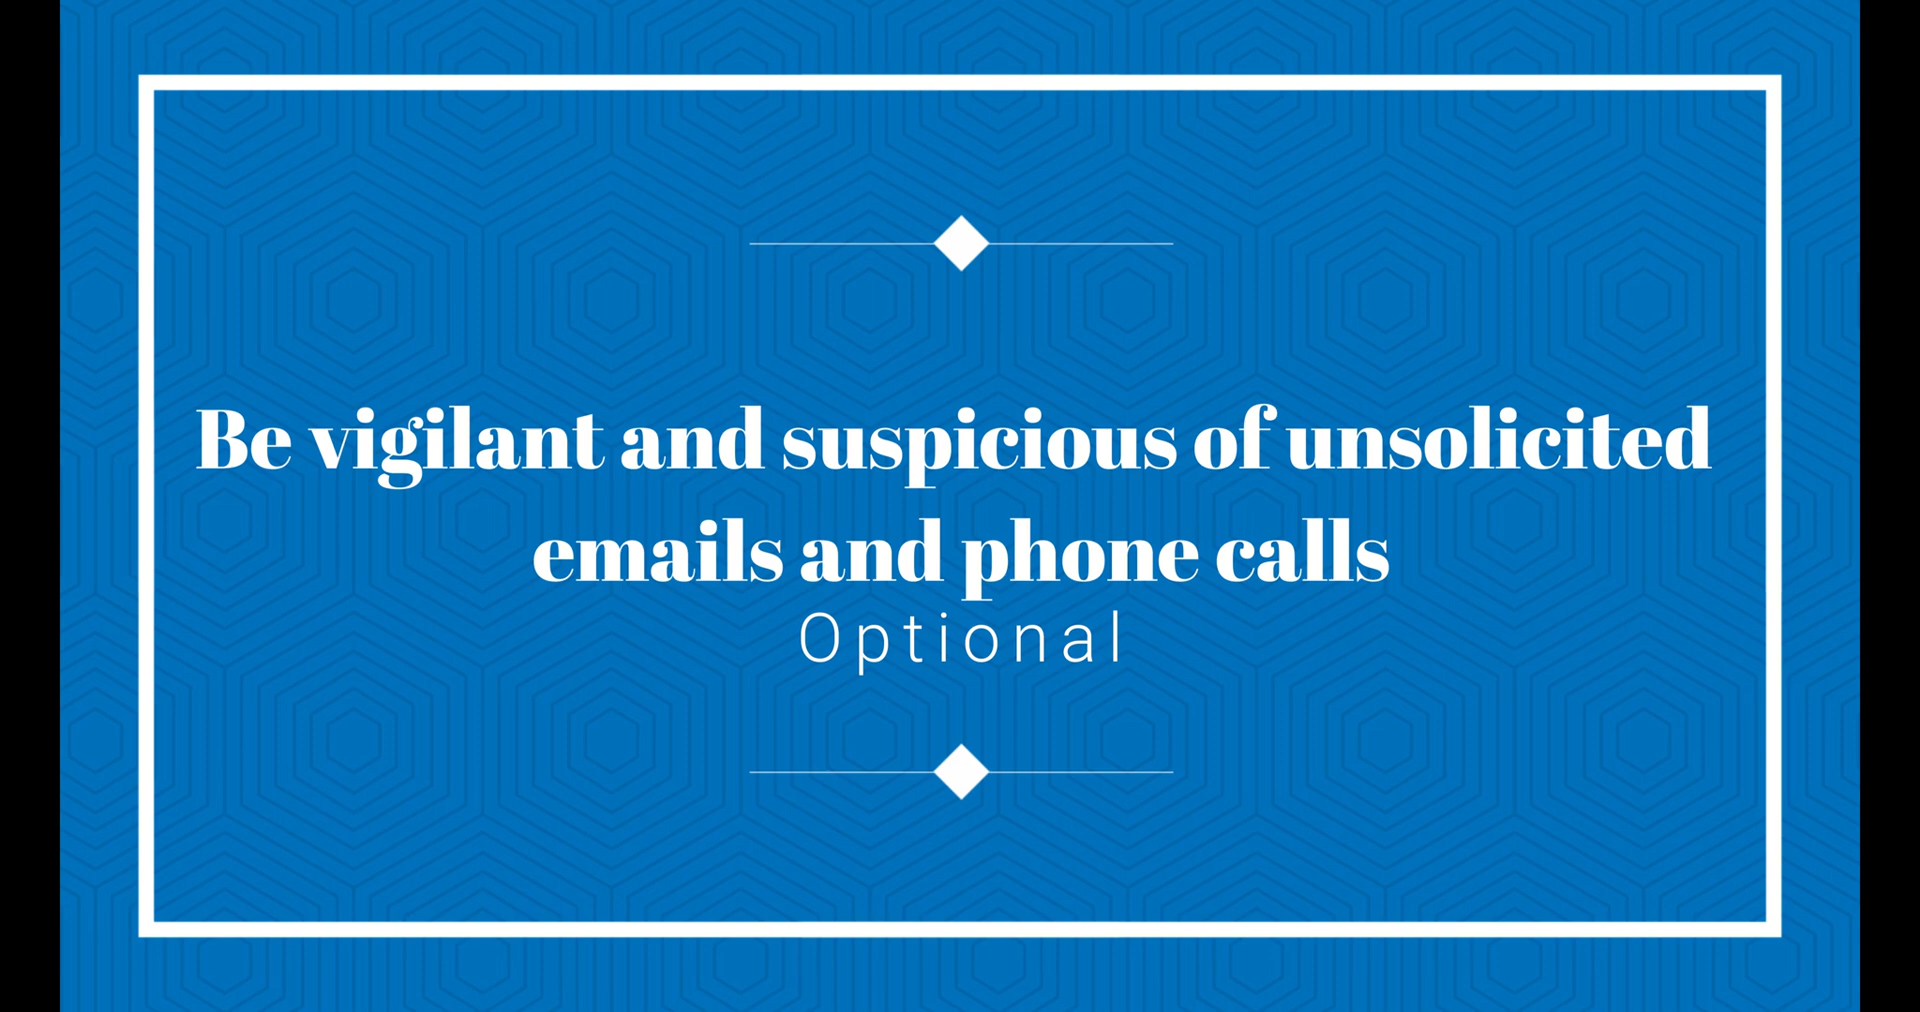 Be vigilant and suspicious of unsolicited
emails and phone calls
Optional